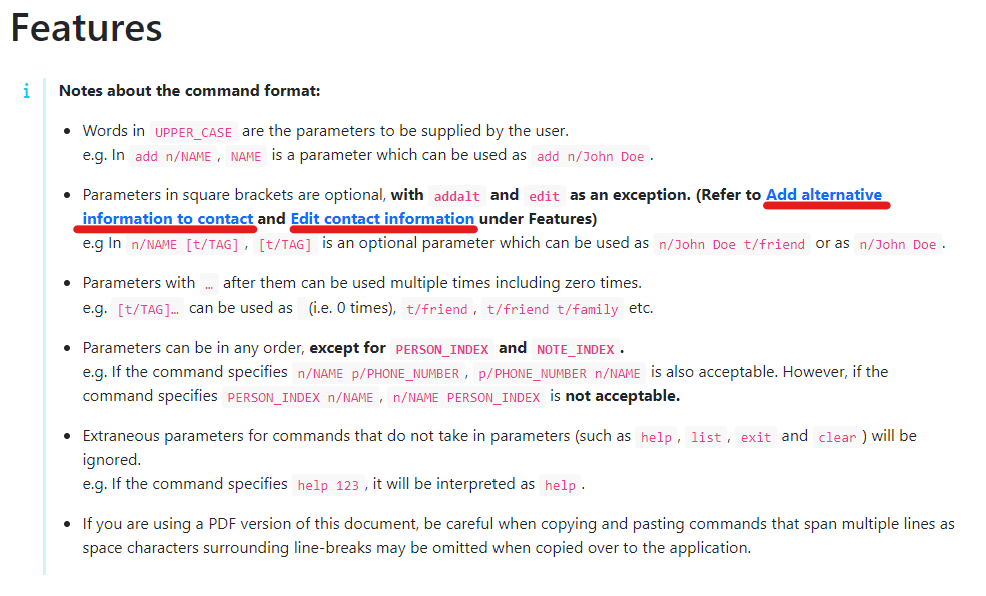 Features
i
Notes about the command format:
• Words in UPPER_CASE are the parameters to be supplied by the user.
e.g. In add n/NAME, NAME is a parameter which can be used as add n/John Doe.
• Parameters in square brackets are optional, with addalt and edit as an exception. (Refer to Add alternative
information to contact and Edit contact information under Features)
e.g In n/NAME [t/TAG], [t/TAG] is an optional parameter which can be used as n/John Doe t/friend or as n/John Doe.
• Parameters with … after them can be used multiple times including zero times.
e.g. [t/TAG]… can be used as (i.e. 0 times), t/friend, t/friend t/family etc.
• Parameters can be in any order, except for PERSON_INDEX and NOTE_INDEX.
e.g. If the command specifies n/NAME p/PHONE_NUMBER, p/PHONE_NUMBER n/NAME is also acceptable. However, if the
command specifies PERSON_INDEX n/NAME, n/NAME PERSON_INDEX is not acceptable.
• Extraneous parameters for commands that do not take in parameters (such as help, list, exit and clear) will be
ignored.
e.g. If the command specifies help 123, it will be interpreted as help.
• If you are using a PDF version of this document, be careful when copying and pasting commands that span multiple lines as
space characters surrounding line-breaks may be omitted when copied over to the application.